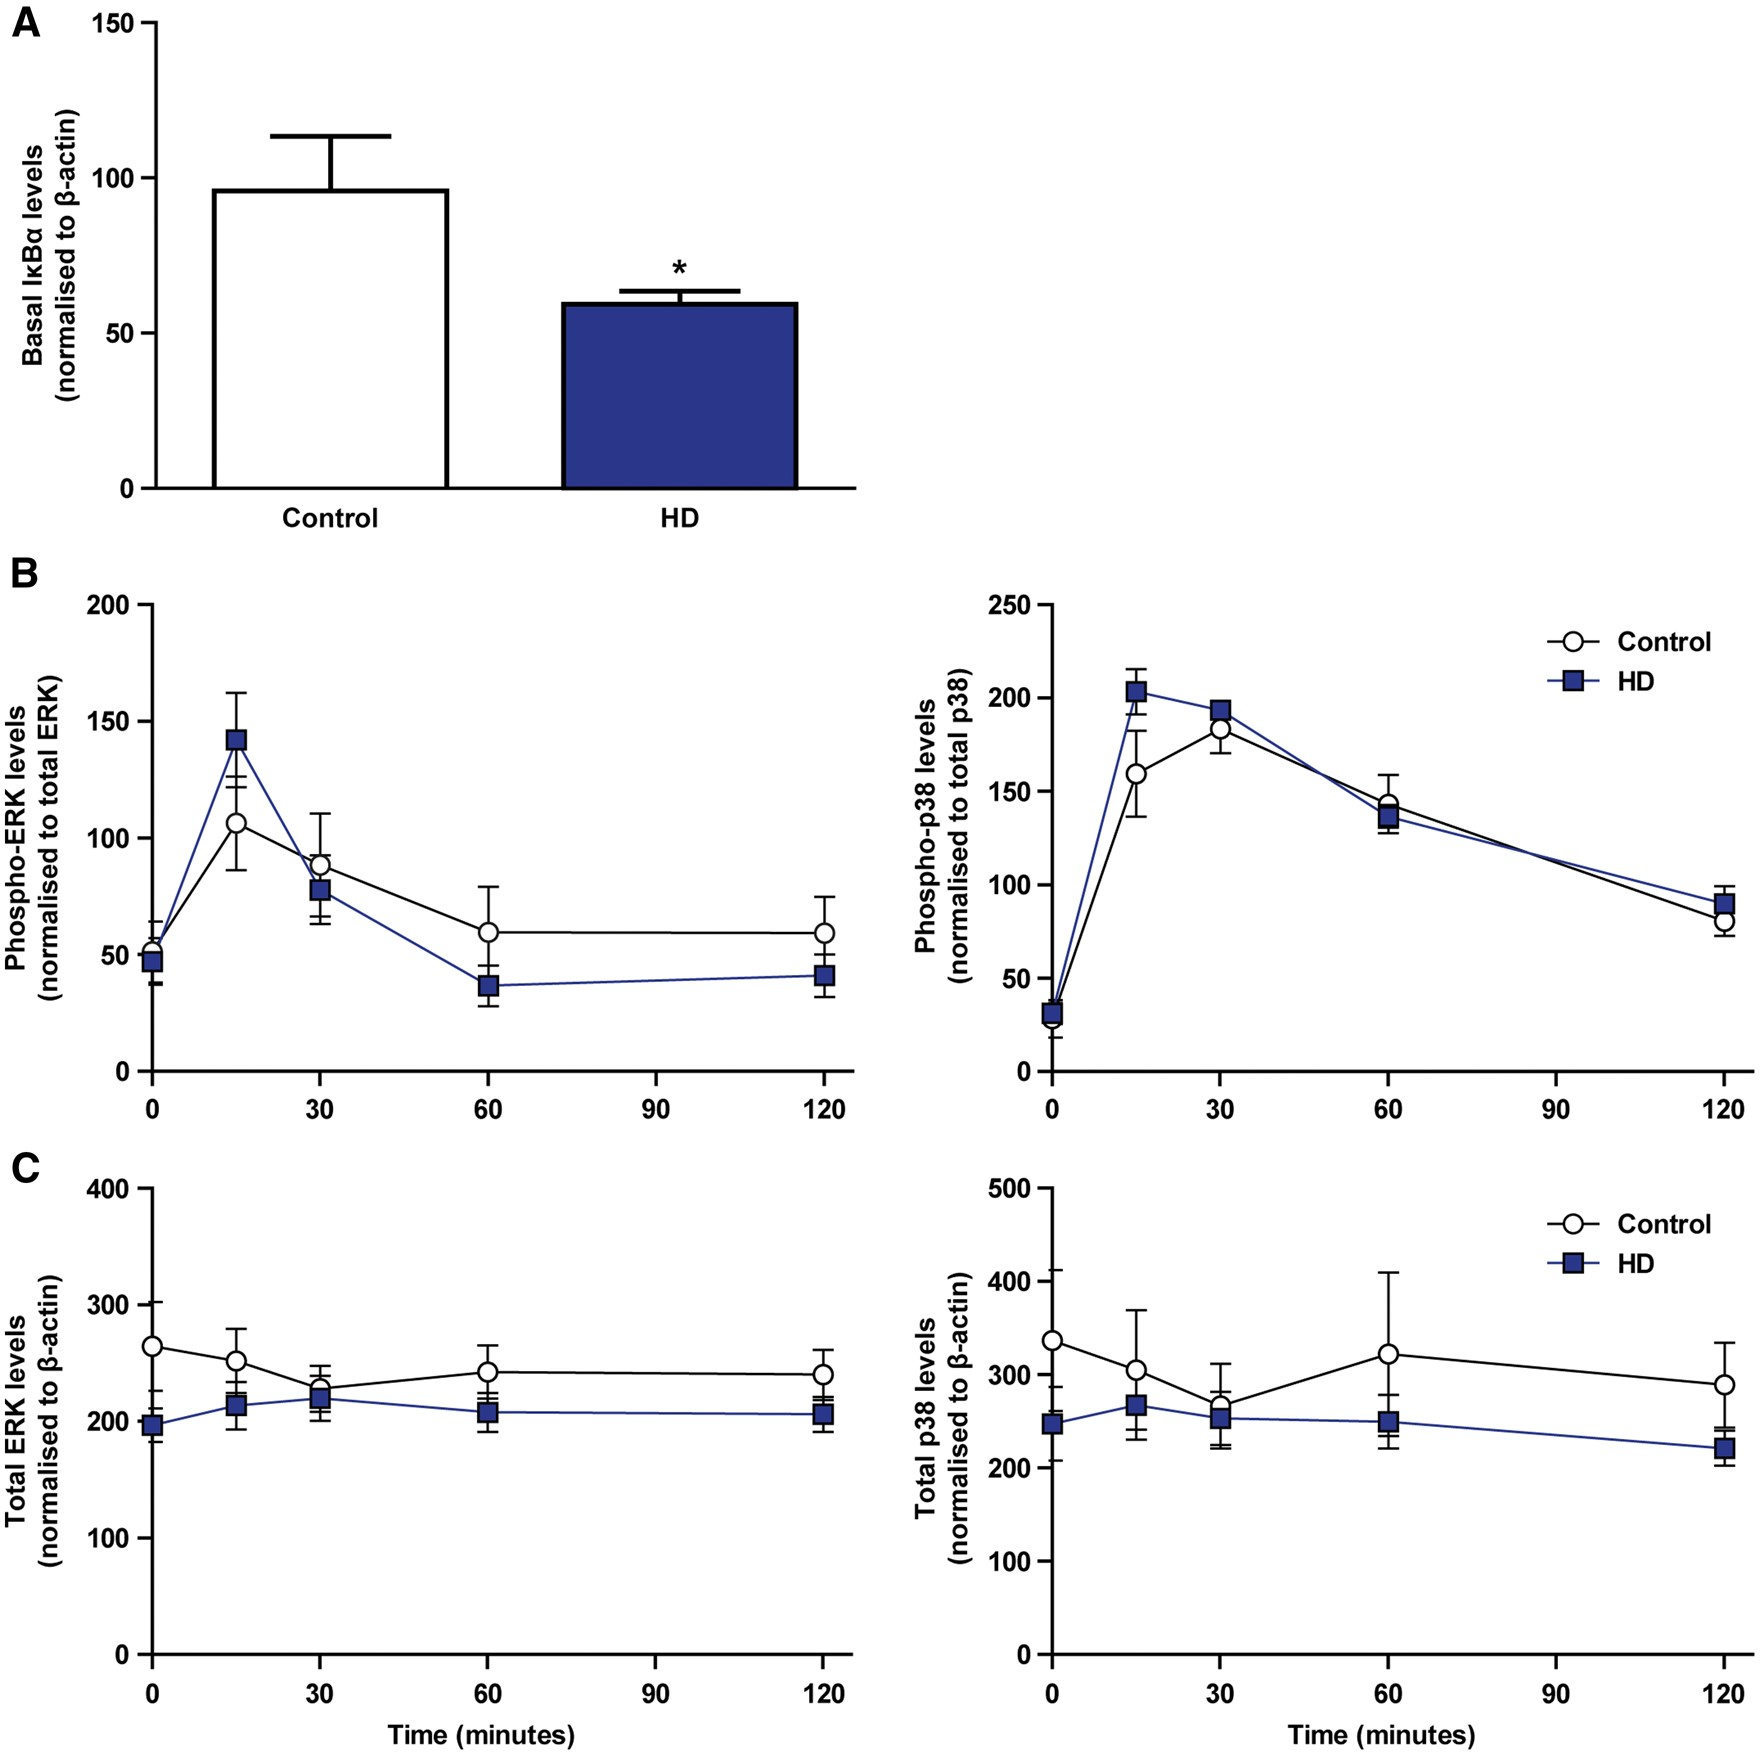 A
150
100
50
0
Basal IκBα levels
(normalised to β-actin)
*
Control
HD
B
200
150
100
50
0
Phospho-ERK levels
(normalised to total ERK)
0 30 60 90 120
250
200
150
100
50
0
Phospho-p38 levels
(normalised to total p38)
Control
HD
0 30 60 90 120
C
400
300
200
100
0
Total ERK levels
(normalised to β-actin)
0 30 60 90 120
Time (minutes)
500
400
300
200
100
0
Total p38 levels
(normalised to β-actin)
Control
HD
0 30 60 90 120
Time (minutes)